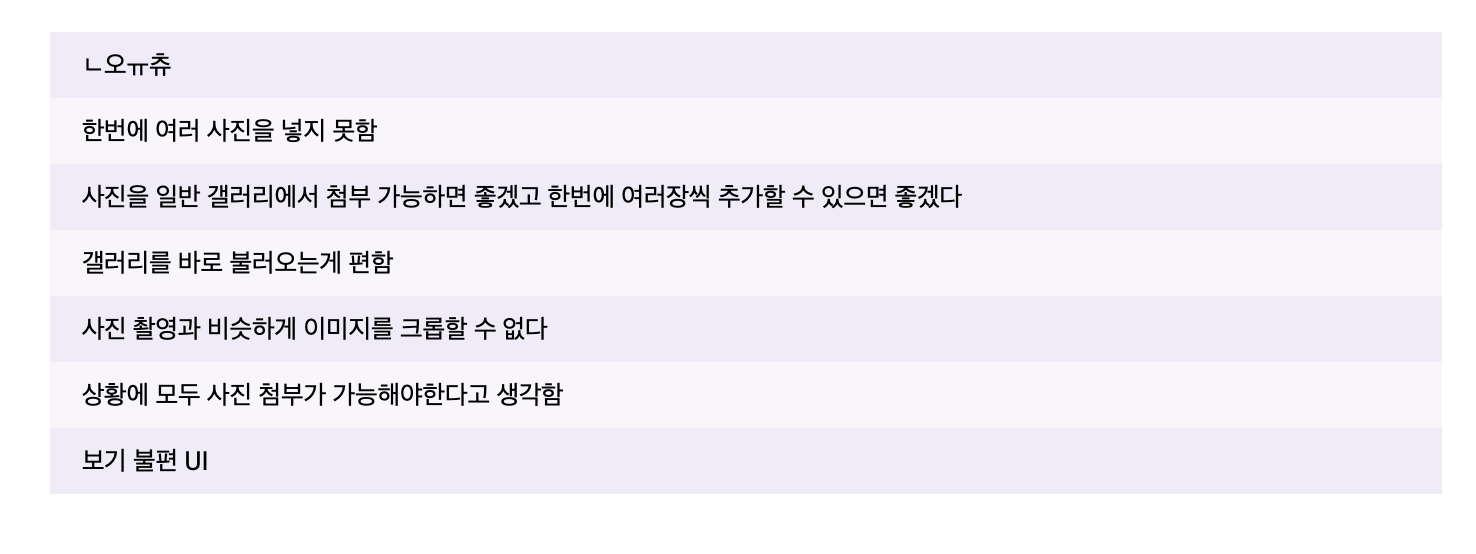 ㄴ오ㅠ츄
한번에 여러 사진을 넣지 못함
사진을 일반 갤러리에서 첨부 가능하면 좋겠고 한번에 여러장씩 추가할 수 있으면 좋겠다
갤러리를 바로 불러오는게 편함
사진 촬영과 비슷하게 이미지를 크롭할 수 없다
상황에 모두 사진 첨부가 가능해야한다고 생각함
보기 불편 UI